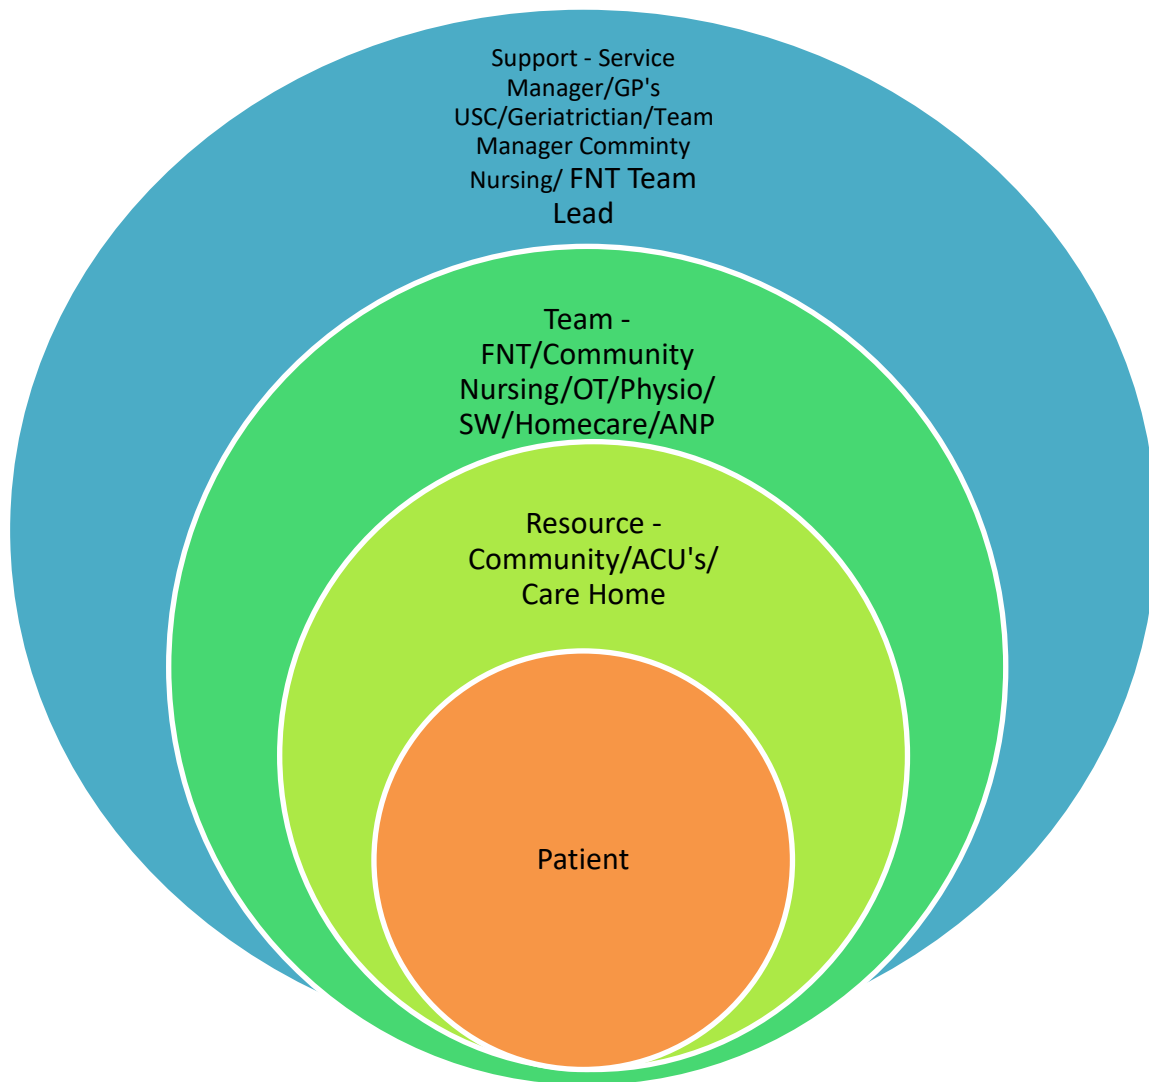 Support - Service
Manager/GP's
USC/Geriatrictian/Team
Manager Comminty
Nursing/ FNT Team
Lead
Team -
FNT/Community
Nursing/OT/Physio/
SW/Homecare/ANP
Resource -
Community/ACU's/
Care Home
Patient